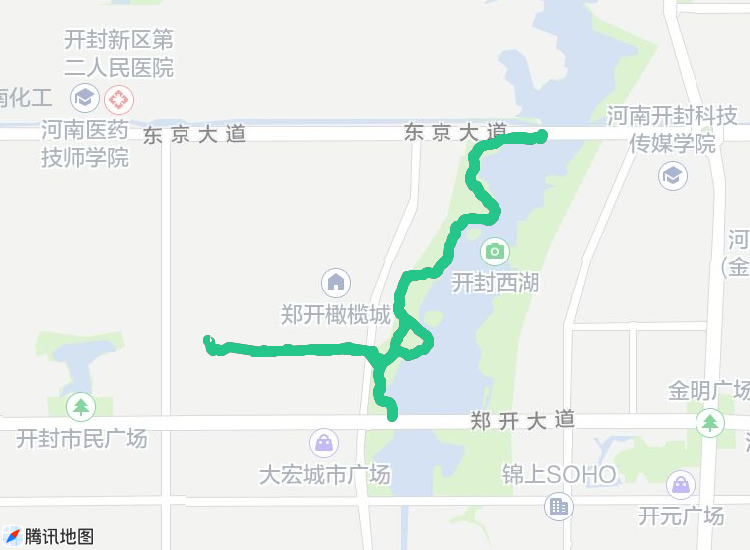 开封新区第
二人民医院
南化工
河南医药
技师学院
东京大道
东京大道
河南开封科技
传媒学院
河
(金
开封西湖
郑开橄榄城
金明广场
郑开大道
开封市民广场
大宏城市广场
锦上SOHO
开元广场
腾讯地图